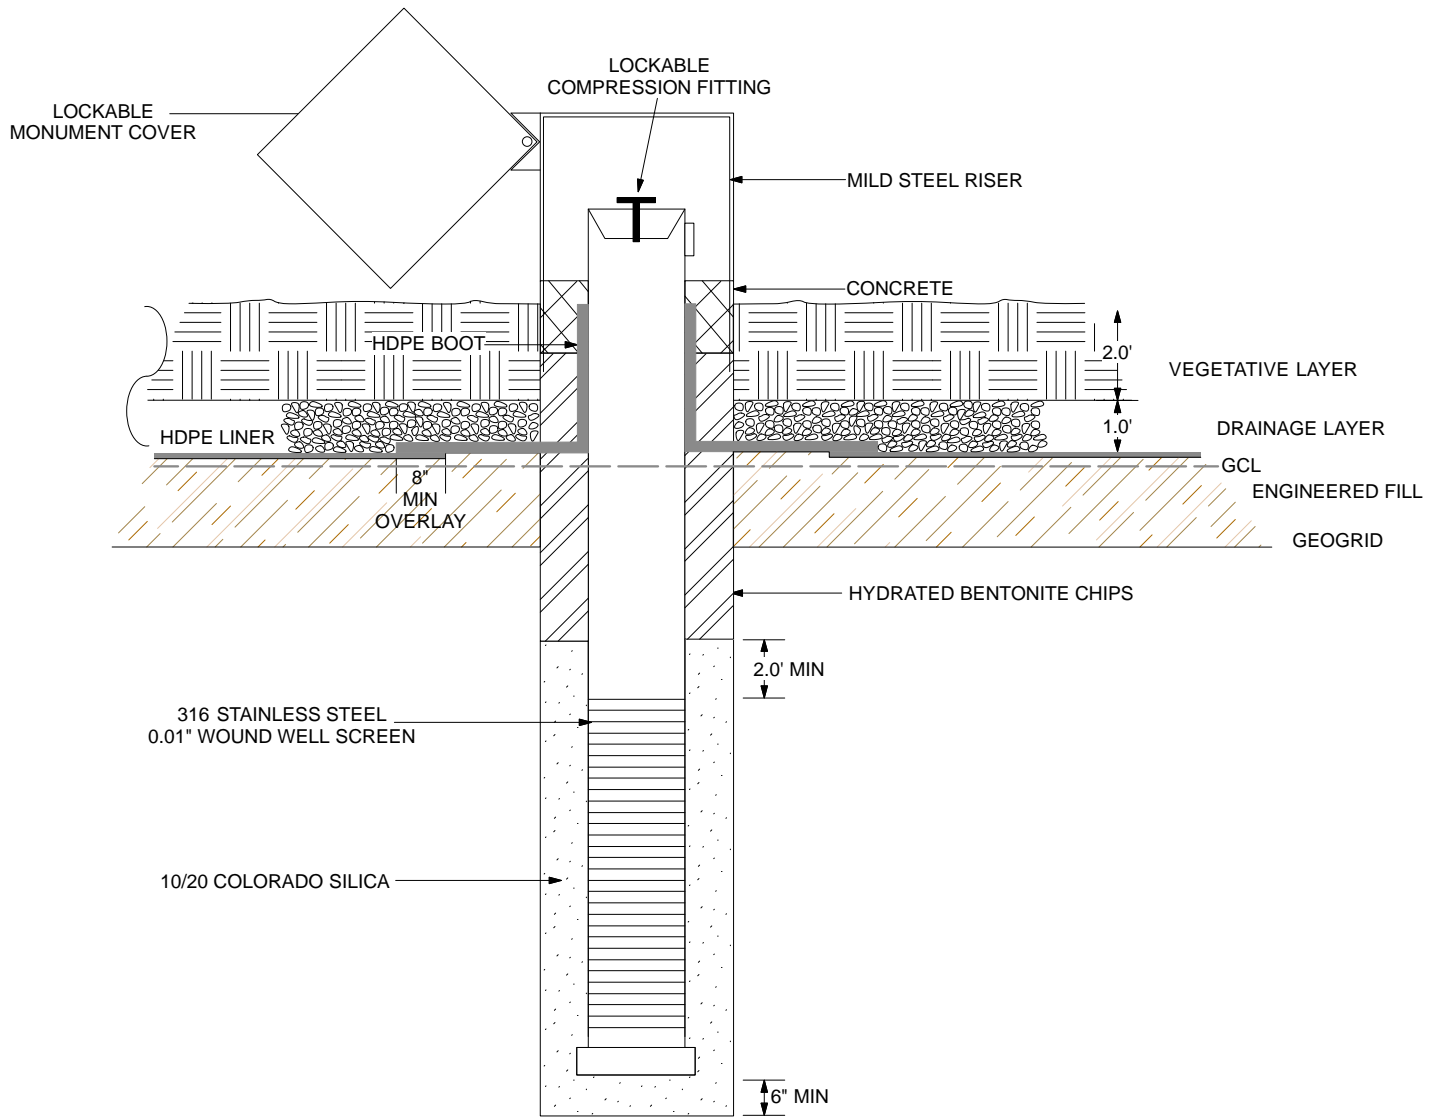 LOCKABLE
COMPRESSION FITTING
LOCKABLE
MONUMENT COVER
MILD STEEL RISER
CONCRETE
HDPE BOOT
2.0'
VEGETATIVE LAYER
1.0'
DRAINAGE LAYER
HDPE LINER
GCL
8"
MIN
OVERLAY
ENGINEERED FILL
GEOGRID
HYDRATED BENTONITE CHIPS
2.0' MIN
316 STAINLESS STEEL
0.01" WOUND WELL SCREEN
10/20 COLORADO SILICA
6" MIN